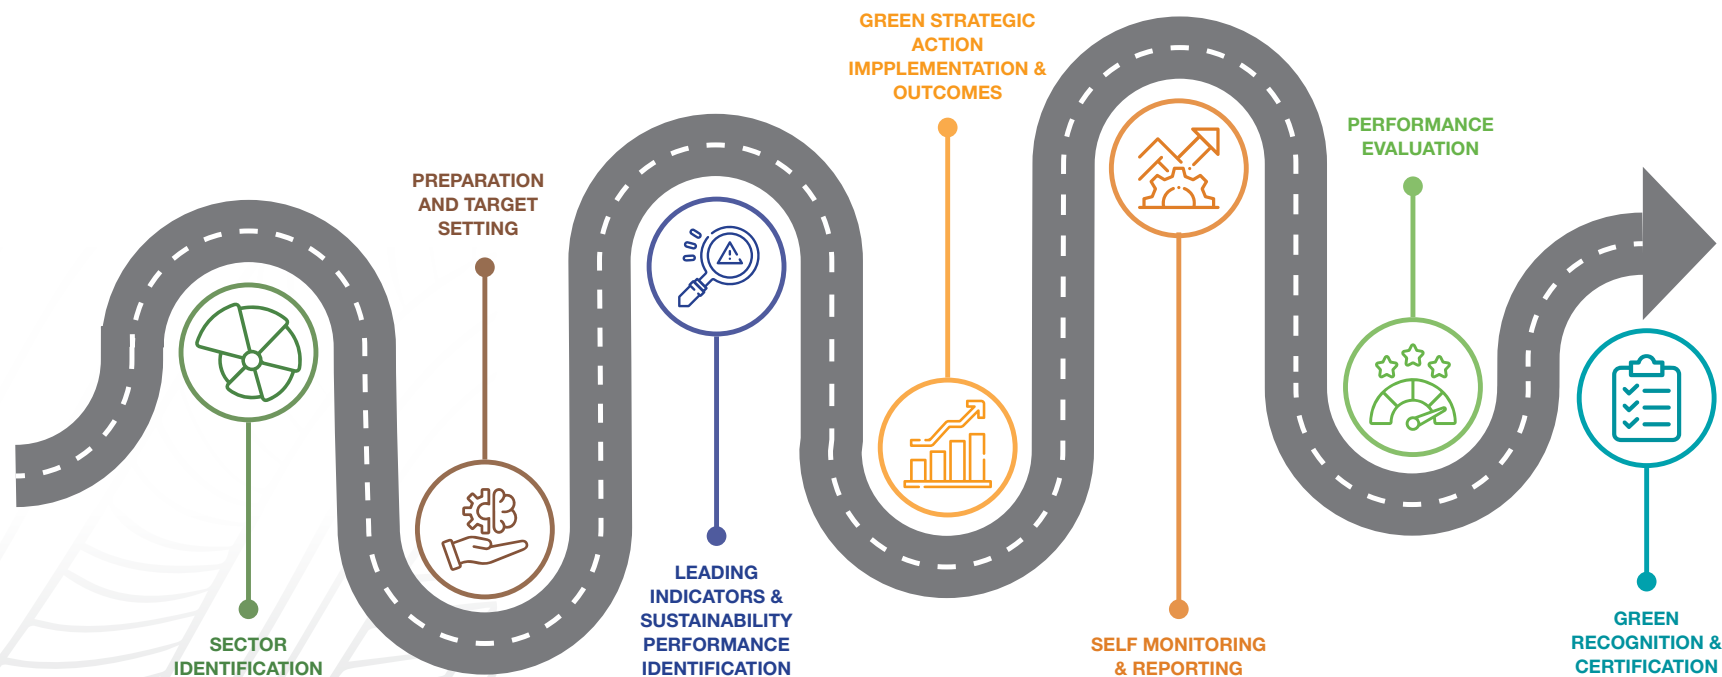 SECTOR
IDENTIFICATION
PREPARATION
AND TARGET
SETTING
LEADING
INDICATORS &
SUSTAINABILITY
PERFORMANCE
IDENTIFICATION
GREEN STRATEGIC
ACTION
IMPPLEMENTATION &
OUTCOMES
SELF MONITORING
& REPORTING
PERFORMANCE
EVALUATION
GREEN
RECOGNITION &
CERTIFICATION